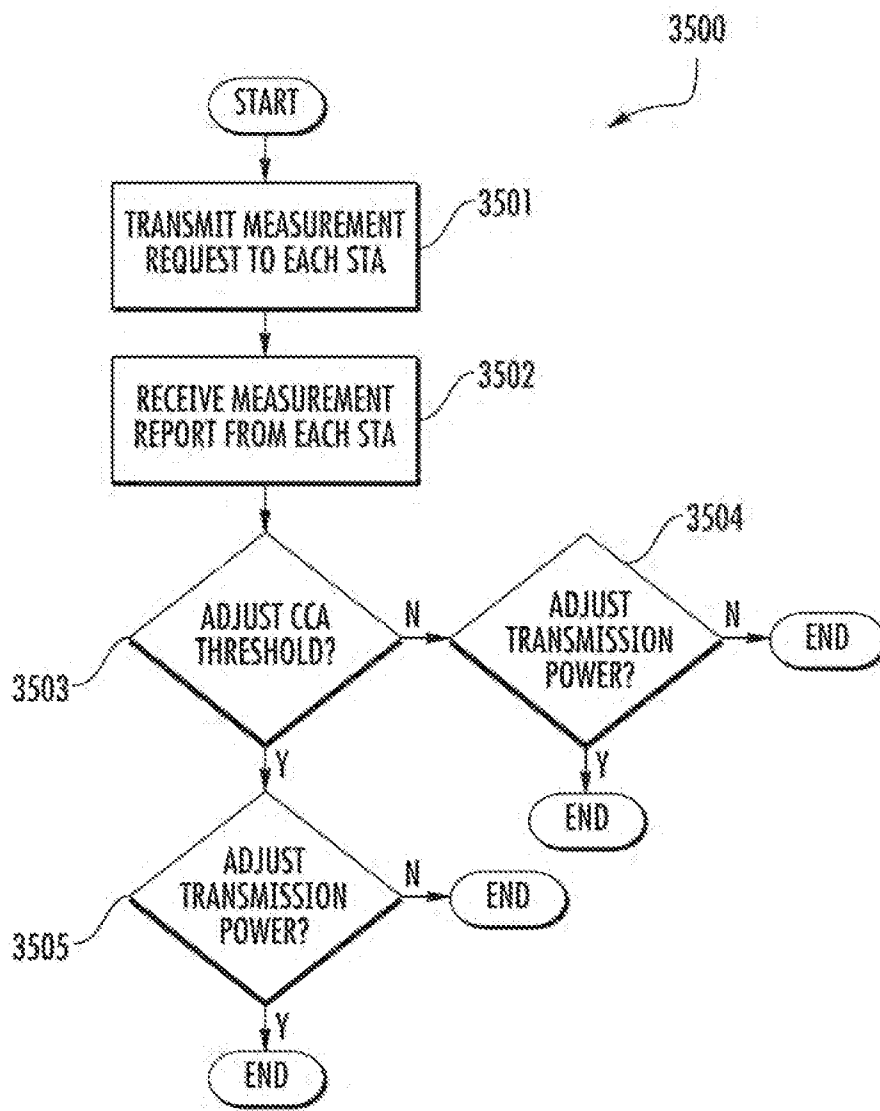 3500
START
TRANSMIT MEASUREMENT
REQUEST TO EACH STA
3501
RECEIVE MEASUREMENT
REPORT FROM EACH STA
3502
ADJUST CCA
THRESHOLD?
3503
N
Y
ADJUST
TRANSMISSION
POWER?
3504
N
END
Y
END
ADJUST
TRANSMISSION
POWER?
3505
N
END
Y
END